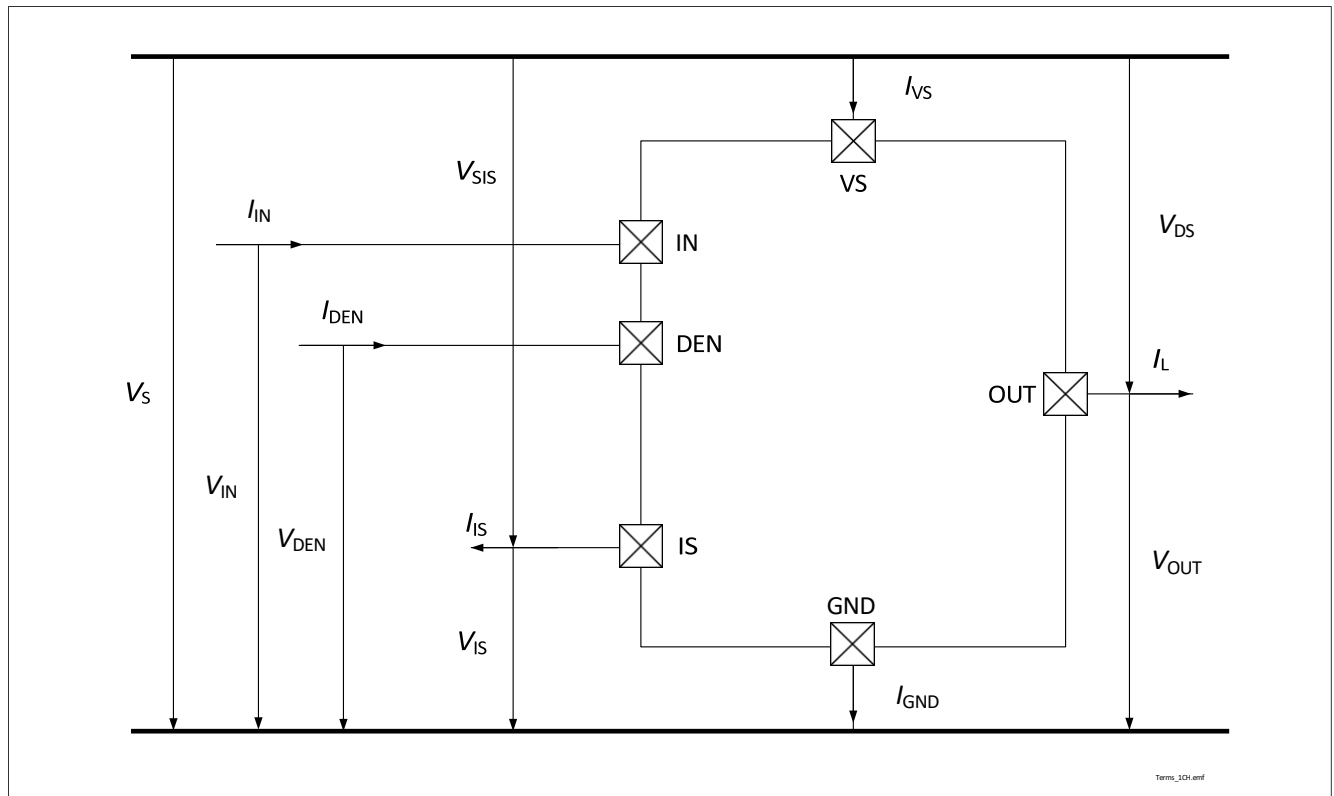 I_VS
V_SIS
VS
I_IN
V_DS
IN
I_DEN
DEN
I_L
V_S
OUT
V_IN
I_IS
V_DEN
IS
V_OUT
GND
V_IS
I_GND
Terms_1CH.emf